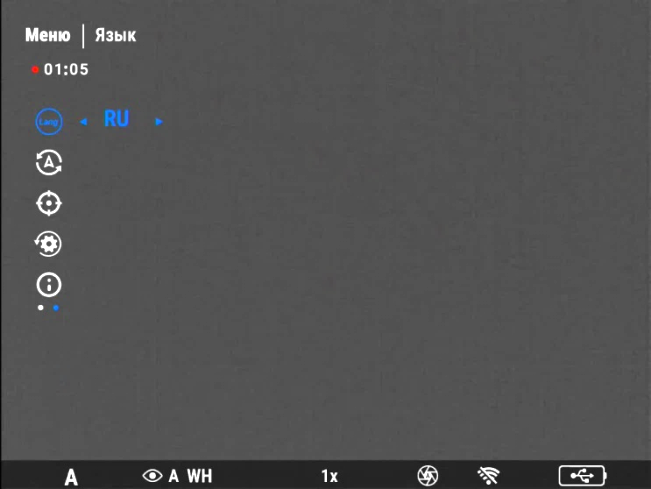 Меню | Язык
01:05
Lang RU
A
A A WH 1x